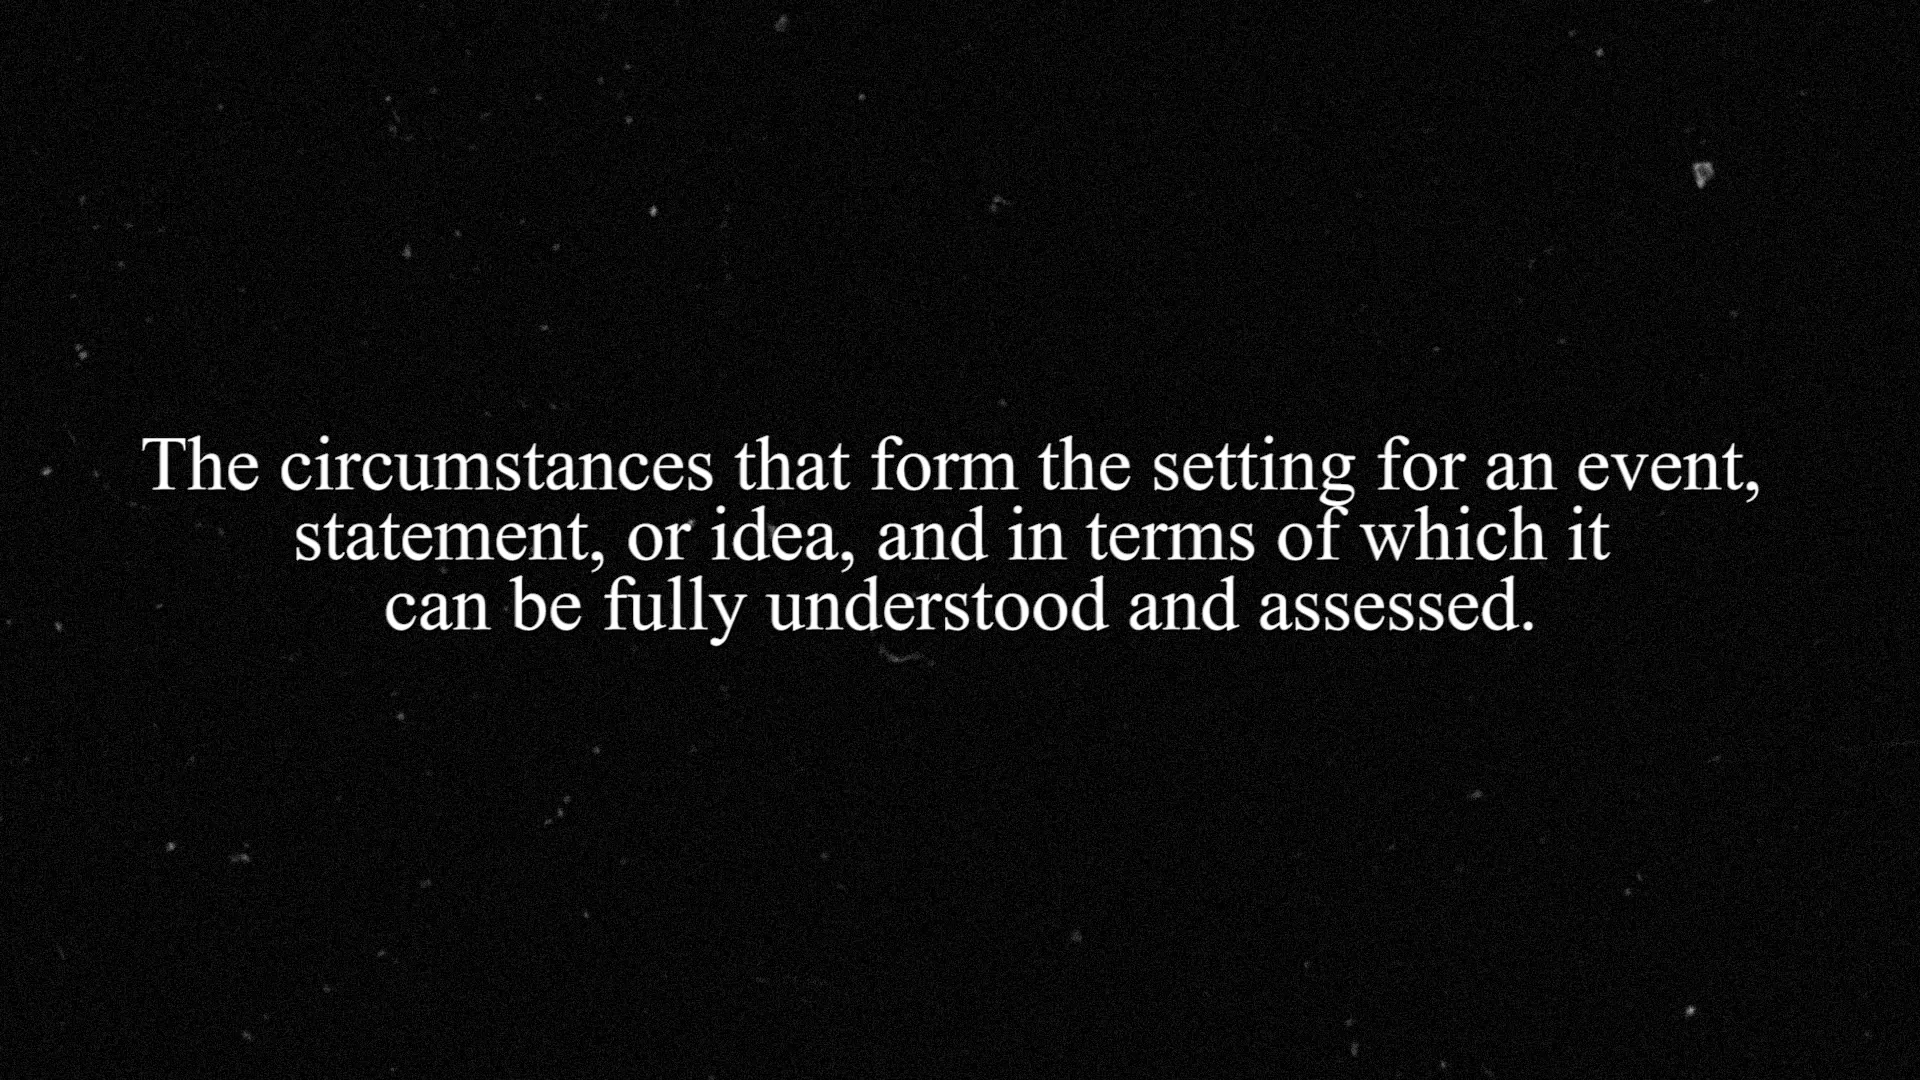 The circumstances that form the setting for an event,
statement, or idea, and in terms of which it
can be fully understood and assessed.